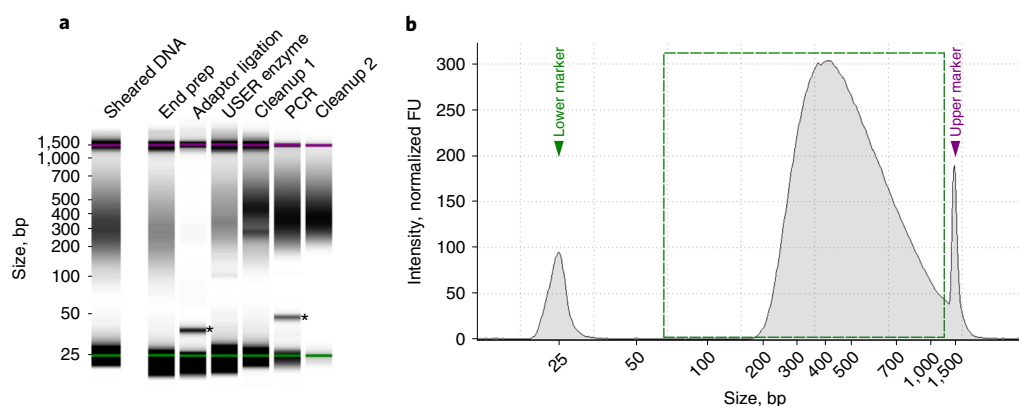 a
Sheared DNA
End prep
Adaptor ligation
USER enzyme
Cleanup 1
PCR
Cleanup 2
1,500
1,000
700
500
400
300
200
100
50
25
Size, bp
*
*
b
Lower marker
Upper marker
300
250
200
150
100
50
0
Intensity, normalized FU
25
50
100
200
300
400
500
700
1,000
1,500
Size, bp